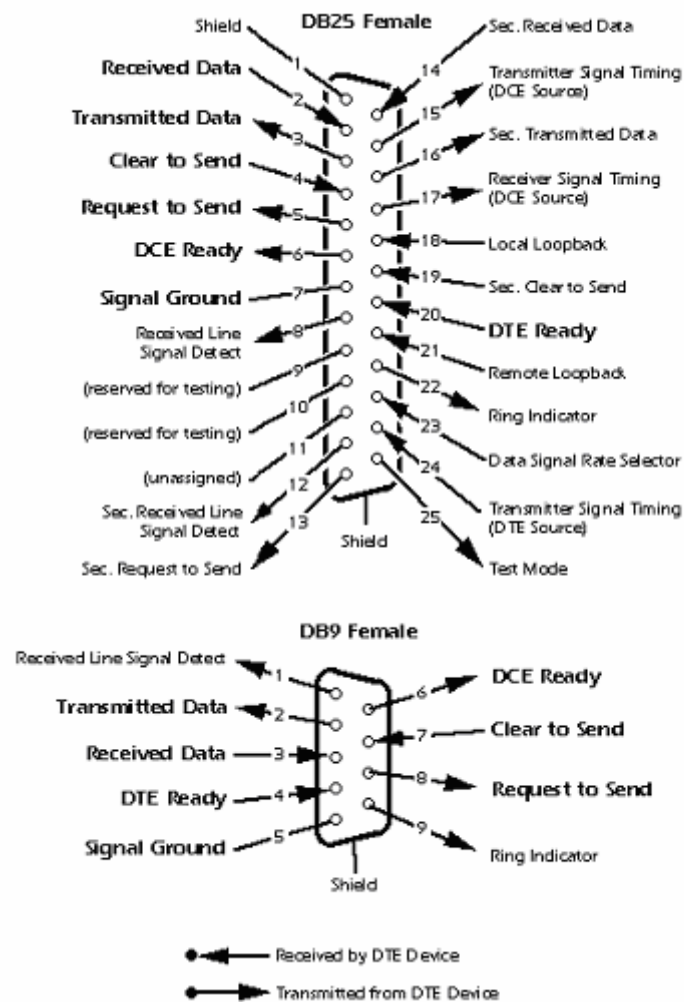 DB25 Female
Shield
1
Received Data
2
Transmitted Data
3
Clear to Send
4
Request to Send
5
DCE Ready
6
Signal Ground
7
Received Line
Signal Detect
8
(reserved for testing)
9
(reserved for testing)
10
(unassigned)
11
Sec. Received Line
Signal Detect
12
Sec. Request to Send
13
Sec. Received Data
14
Transmitter Signal Timing
(DCE Source)
15
Sec. Transmitted Data
16
Receiver Signal Timing
(DCE Source)
17
Local Loopback
18
Sec. Clear to Send
19
DTE Ready
20
Remote Loopback
21
Ring Indicator
22
Data Signal Rate Selector
23
Transmitter Signal Timing
(DTE Source)
24
Test Mode
25
Shield
DB9 Female
Received Line Signal Detect
1
Transmitted Data
2
Received Data
3
DTE Ready
4
Signal Ground
5
DCE Ready
6
Clear to Send
7
Request to Send
8
Ring Indicator
9
Shield
Received by DTE Device
Transmitted from DTE Device